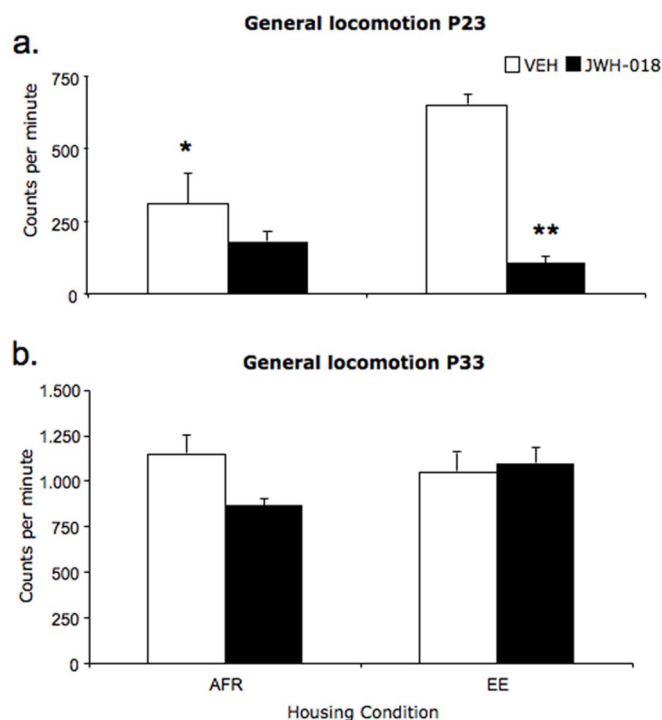 a.
General locomotion P23
VEH JWH-018
Counts per minute
750
500
250
0
*
**
b.
General locomotion P33
Counts per minute
1.500
1.250
1.000
750
500
250
0
AFR EE
Housing Condition